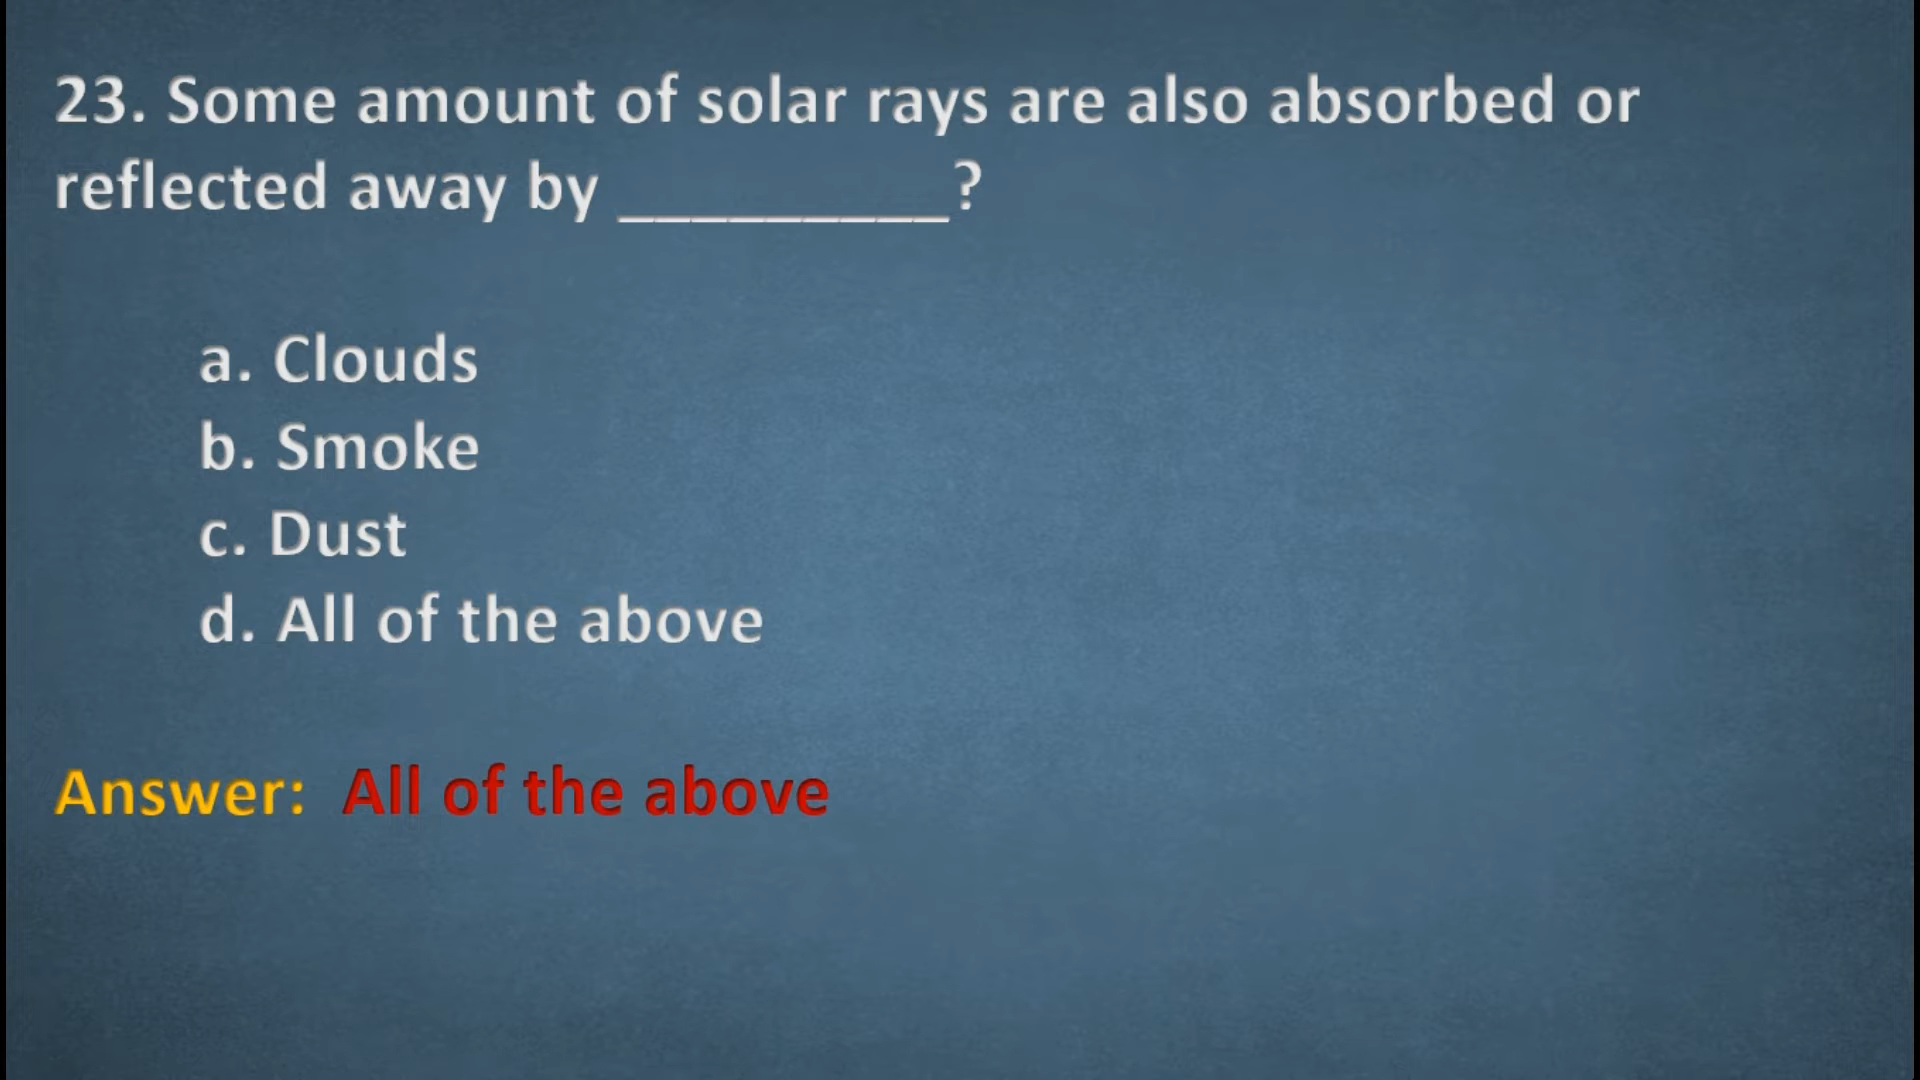 23. Some amount of solar rays are also absorbed or
reflected away by _________?
a. Clouds
b. Smoke
c. Dust
d. All of the above
Answer: All of the above